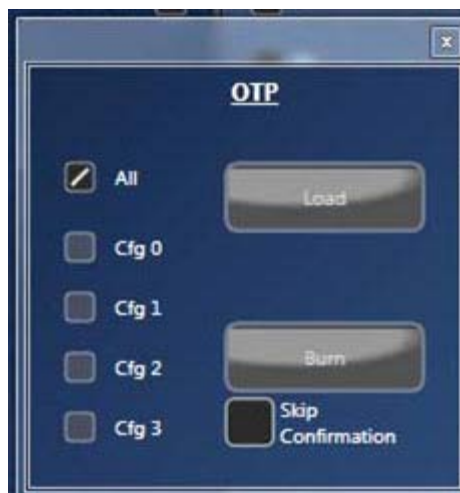 OTP
All
Load
Cfg 0
Cfg 1
Cfg 2
Burn
Skip
Confirmation
Cfg 3